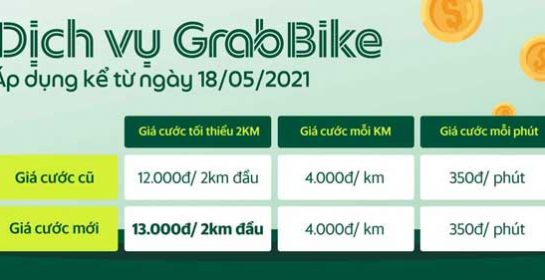 Dịch vụ GrabBike
Áp dụng kể từ ngày 18/05/2021
Giá cước tối thiểu 2KM Giá cước mỗi KM Giá cước mỗi phút
Giá cước cũ 12.000đ/ 2km đầu 4.000đ/ km 350đ/ phút
Giá cước mới 13.000đ/ 2km đầu 4.000đ/ km 350đ/ phút